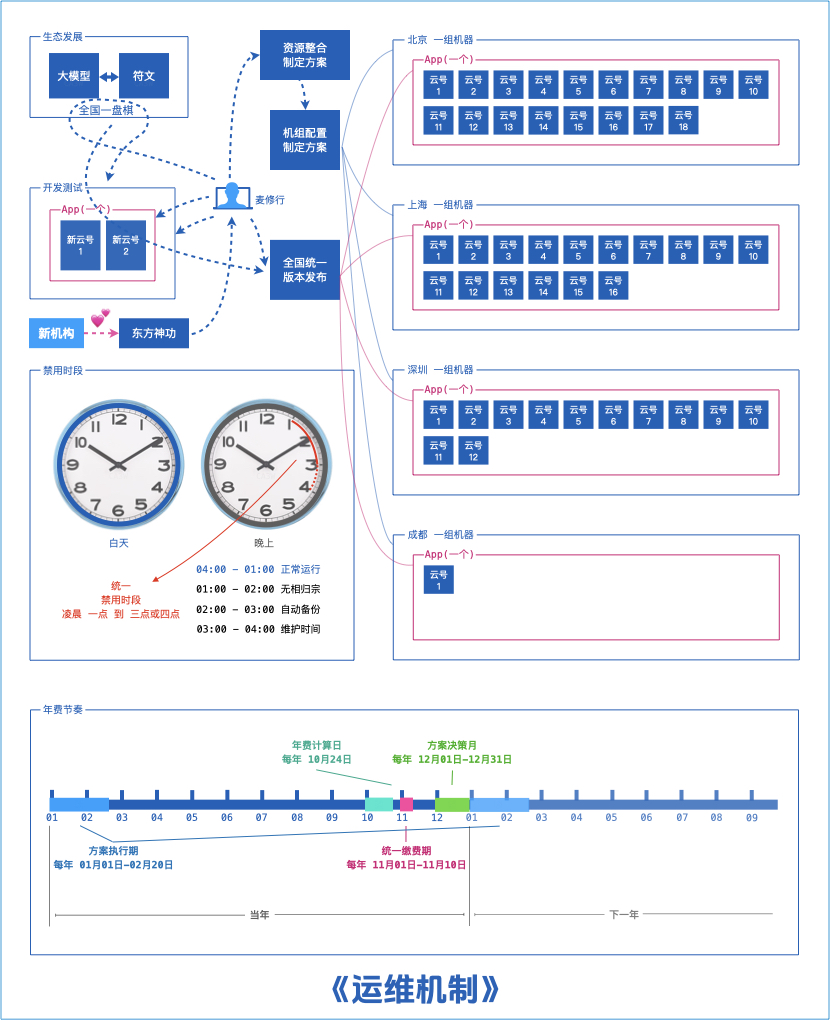 生态发展
大模型
符文
全国一盘棋
资源整合
制定方案
机组配置
制定方案
麦修行
开发测试
App(一个)
新云号
1
新云号
2
全国统一
版本发布
新机构
东方神功
北京 一组机器
App(一个)
云号
1
云号
2
云号
3
云号
4
云号
5
云号
6
云号
7
云号
8
云号
9
云号
10
云号
11
云号
12
云号
13
云号
14
云号
15
云号
16
云号
17
云号
18
上海 一组机器
App(一个)
云号
1
云号
2
云号
3
云号
4
云号
5
云号
6
云号
7
云号
8
云号
9
云号
10
云号
11
云号
12
云号
13
云号
14
云号
15
云号
16
深圳 一组机器
App(一个)
云号
1
云号
2
云号
3
云号
4
云号
5
云号
6
云号
7
云号
8
云号
9
云号
10
云号
11
云号
12
成都 一组机器
App(一个)
云号
1
禁用时段
12
1
2
3
4
5
6
7
8
9
10
11
白天
12
1
2
3
4
5
6
7
8
9
10
11
晚上
统一
禁用时段
凌晨 一点 到 三点或四点
04:00 – 01:00 正常运行
01:00 – 02:00 无相归宗
02:00 – 03:00 自动备份
03:00 – 04:00 维护时间
年费节奏
年费计算日
每年 10月24日
方案决策月
每年 12月01日–12月31日
01 02 03 04 05 06 07 08 09 10 11 12 01 02 03 04 05 06 07 08 09
方案执行期
每年 01月01日–02月20日
统一缴费期
每年 11月01日–11月10日
当年
下一年
《运维机制》